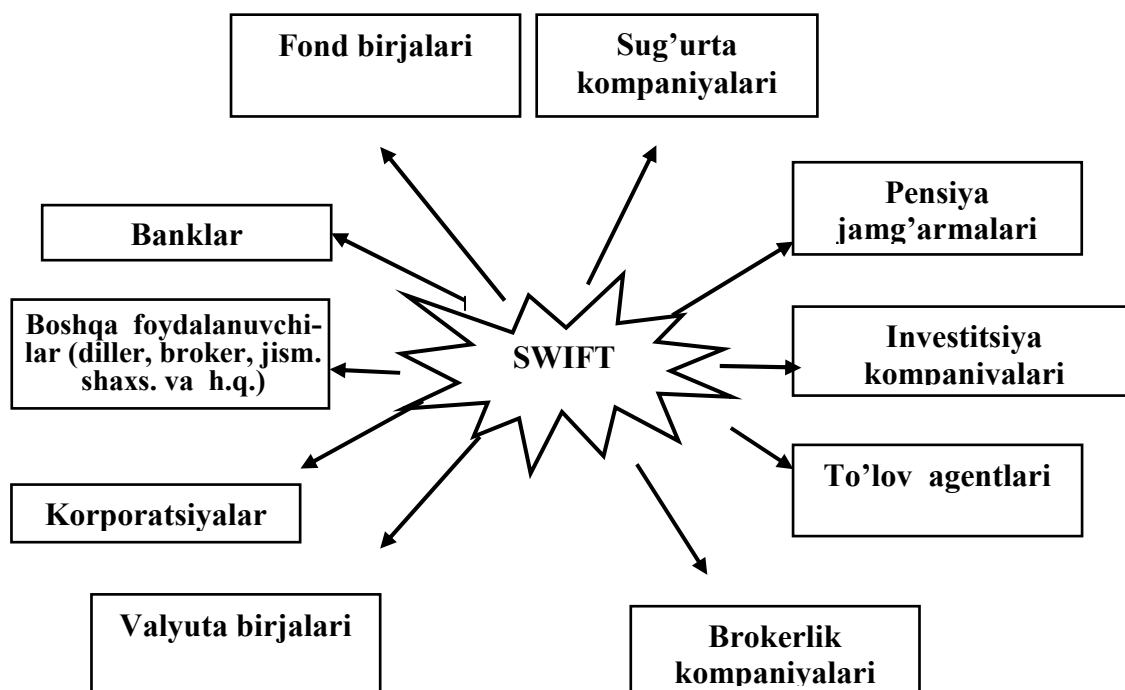 Fond birjalari
Sug’urta
kompaniyalari
Banklar
Pensiya
jamg’armalari
Boshqa foydalanuvchi-
lar (diller, broker, jism.
shaxs. va h.q.)
SWIFT
Investitsiya
kompaniyalari
Korporatsiyalar
To’lov agentlari
Valyuta birjalari
Brokerlik
kompaniyalari